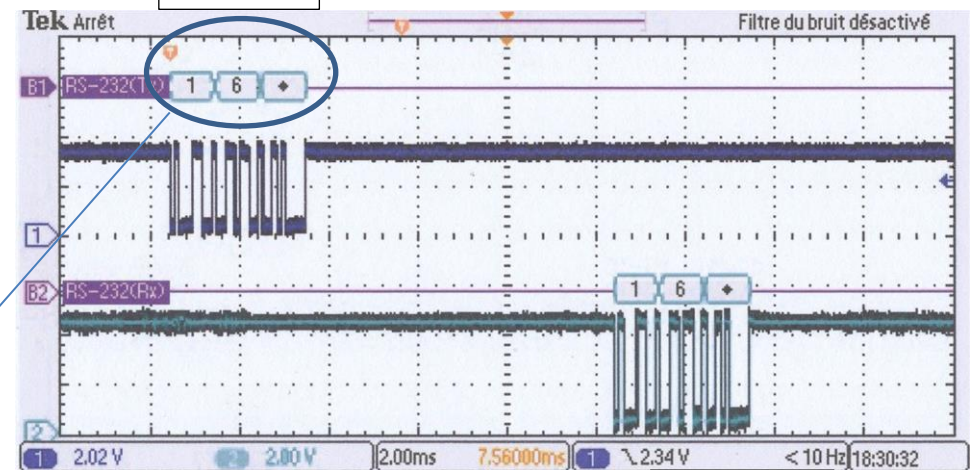 Tek Arrêt Filtre du bruit désactivé
B1 RS-232(Tx) 1 6 ◆
1
B2 RS-232(Rx) 1 6 ◆
2
1 2.02 V 2 2.00 V 2.00ms 7.56000ms 1 \ 2.34 V < 10 Hz 18:30:32